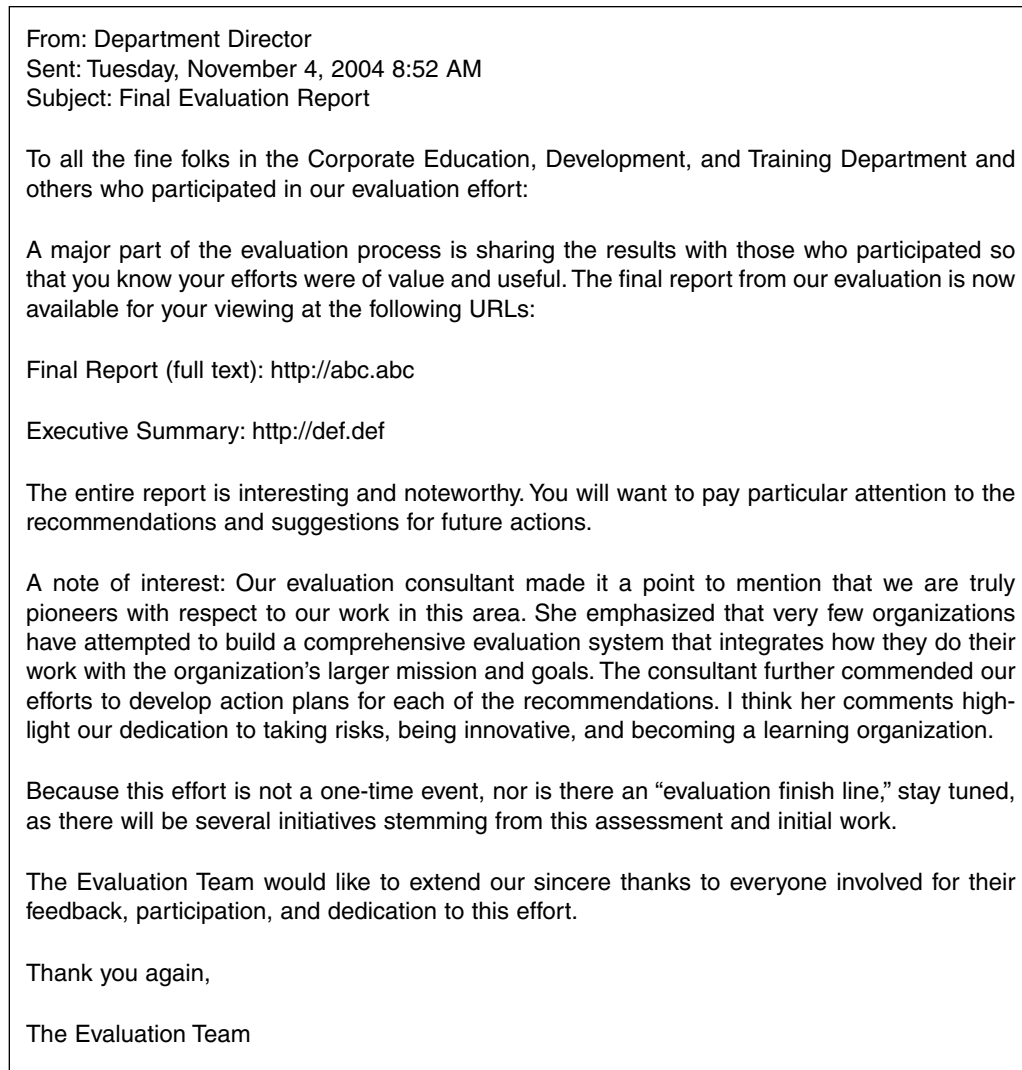 From: Department Director
Sent: Tuesday, November 4, 2004 8:52 AM
Subject: Final Evaluation Report
To all the fine folks in the Corporate Education, Development, and Training Department and
others who participated in our evaluation effort:
A major part of the evaluation process is sharing the results with those who participated so
that you know your efforts were of value and useful. The final report from our evaluation is now
available for your viewing at the following URLs:
Final Report (full text): http://abc.abc
Executive Summary: http://def.def
The entire report is interesting and noteworthy. You will want to pay particular attention to the
recommendations and suggestions for future actions.
A note of interest: Our evaluation consultant made it a point to mention that we are truly
pioneers with respect to our work in this area. She emphasized that very few organizations
have attempted to build a comprehensive evaluation system that integrates how they do their
work with the organization's larger mission and goals. The consultant further commended our
efforts to develop action plans for each of the recommendations. I think her comments high-
light our dedication to taking risks, being innovative, and becoming a learning organization.
Because this effort is not a one-time event, nor is there an “evaluation finish line,” stay tuned,
as there will be several initiatives stemming from this assessment and initial work.
The Evaluation Team would like to extend our sincere thanks to everyone involved for their
feedback, participation, and dedication to this effort.
Thank you again,
The Evaluation Team